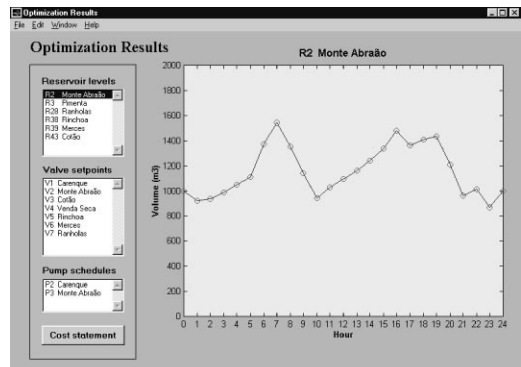 Optimization Results
File Edit Window Help
Optimization Results
Reservoir levels
R2 Monte Abraão
R3 Pimenta
R28 Ranholas
R38 Rinchoa
R39 Merces
R43 Cotão
Valve setpoints
V1 Carenque
V2 Monte Abraão
V3 Cotão
V4 Venda Seca
V5 Rinchoa
V6 Merces
V7 Ranholas
Pump schedules
P2 Carenque
P3 Monte Abraão
Cost statement
R2 Monte Abraão
Volume (m3)
2000
1800
1600
1400
1200
1000
800
600
400
200
0
0 1 2 3 4 5 6 7 8 9 10 11 12 13 14 15 16 17 18 19 20 21 22 23 24
Hour